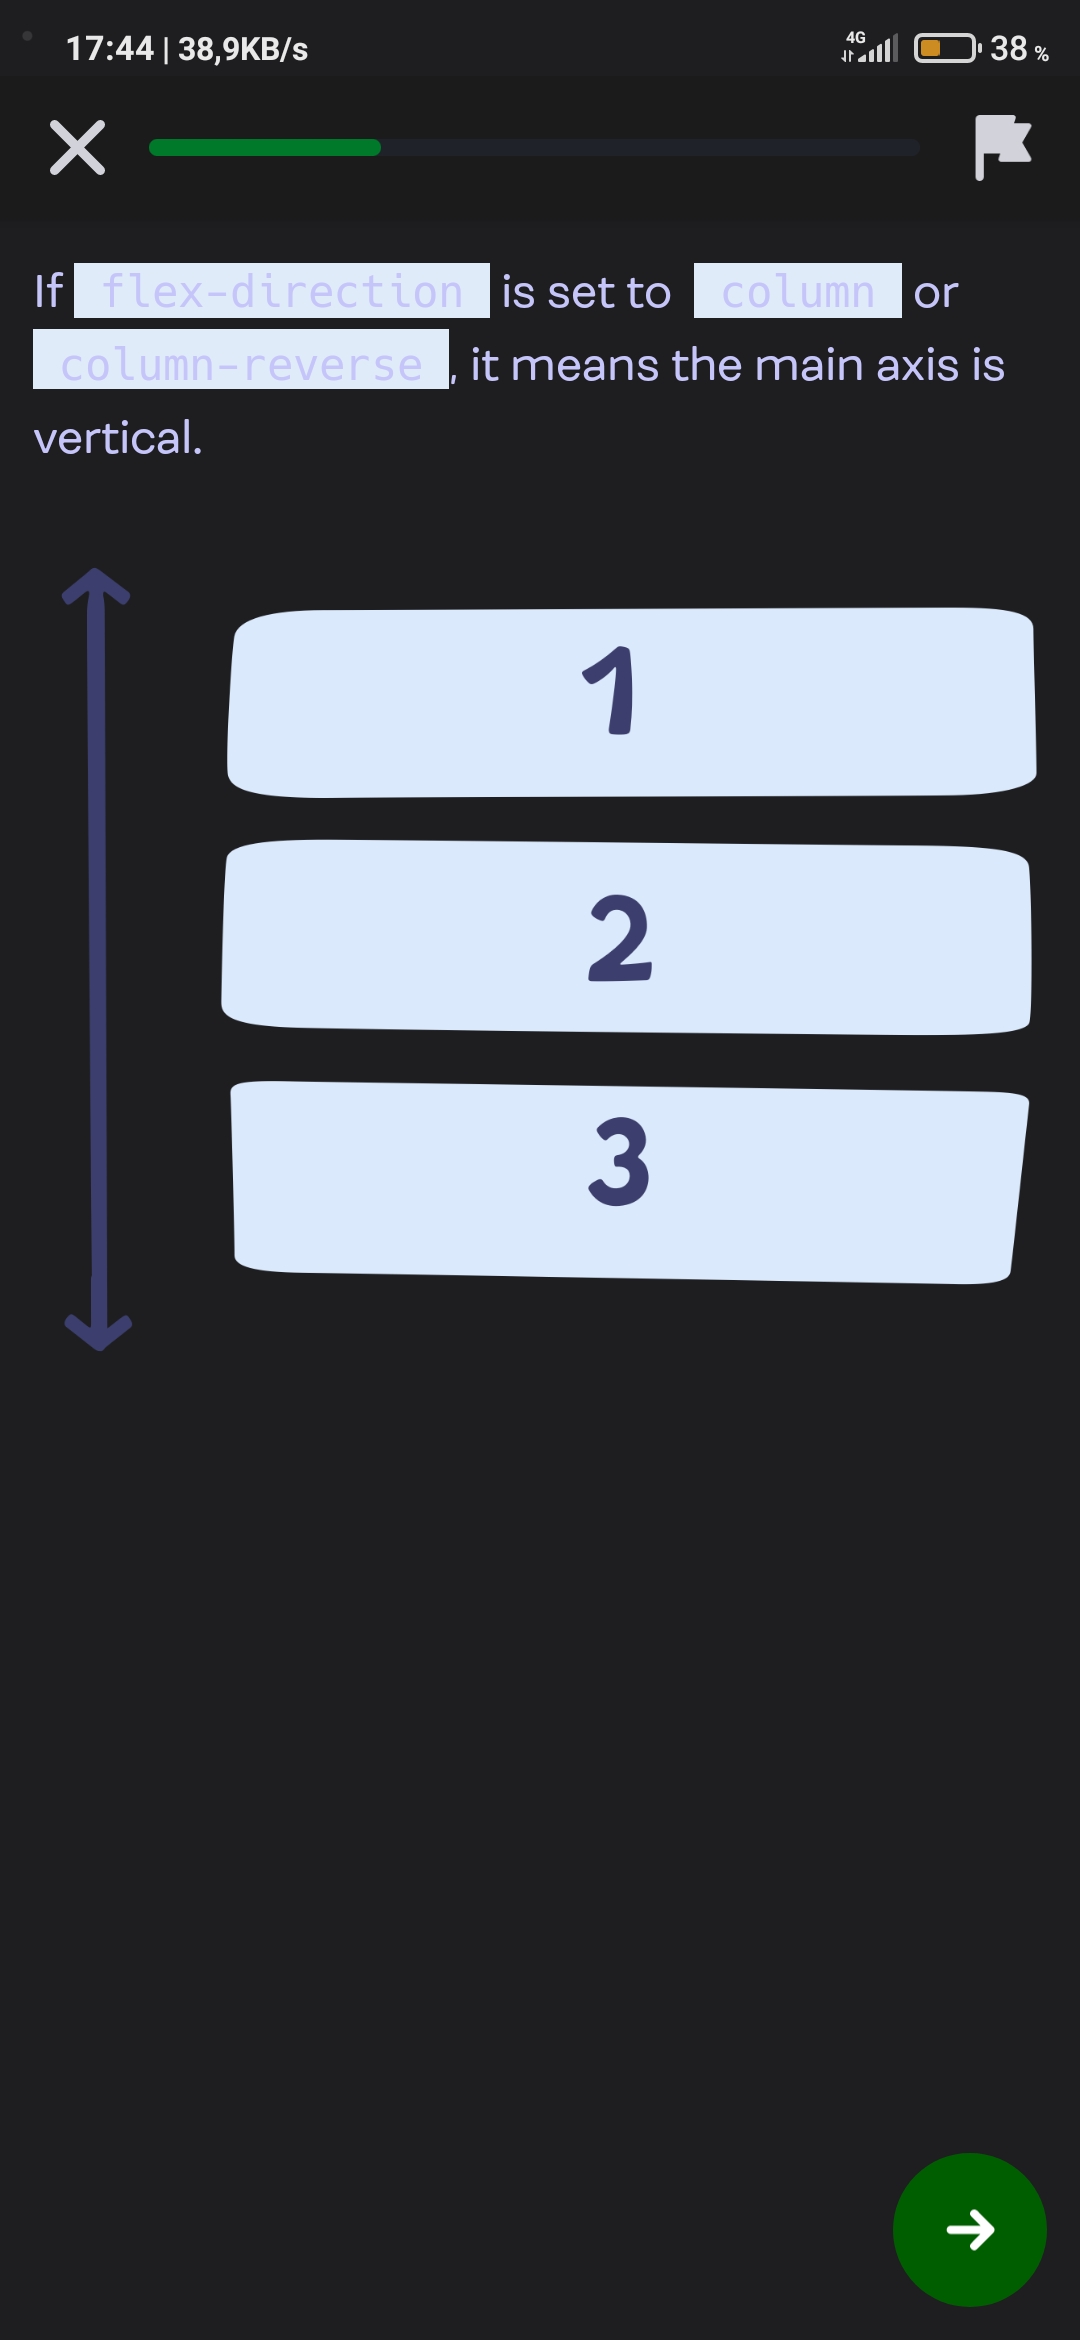 17:44 | 38,9KB/s 4G 38 %
If flex-direction is set to column or
column-reverse, it means the main axis is
vertical.
1
2
3